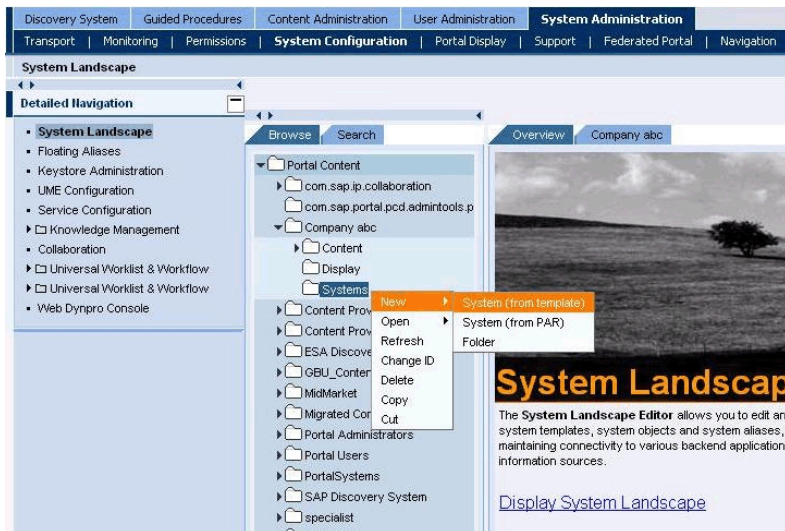 Discovery System Guided Procedures Content Administration User Administration System Administration
Transport | Monitoring | Permissions | System Configuration | Portal Display | Support | Federated Portal | Navigation
System Landscape
Detailed Navigation
System Landscape
Floating Aliases
Keystore Administration
UME Configuration
Service Configuration
Knowledge Management
Collaboration
Universal Worklist & Workflow
Universal Worklist & Workflow
Web Dynpro Console
Browse Search
Portal Content
com.sap.ip.collaboration
com.sap.portal.pcd.admintools.p
Company abc
Content
Display
Systems
Content Prov
Content Prov
ESA Discove
GBU_Conten
MidMarket
Migrated Con
Portal Administrators
Portal Users
PortalSystems
SAP Discovery System
specialist
New
Open
Refresh
Change ID
Delete
Copy
Cut
System (from template)
System (from PAR)
Folder
Overview Company abc
System Landscap
The System Landscape Editor allows you to edit an
system templates, system objects and system aliases,
maintaining connectivity to various backend application
information sources.
Display System Landscape